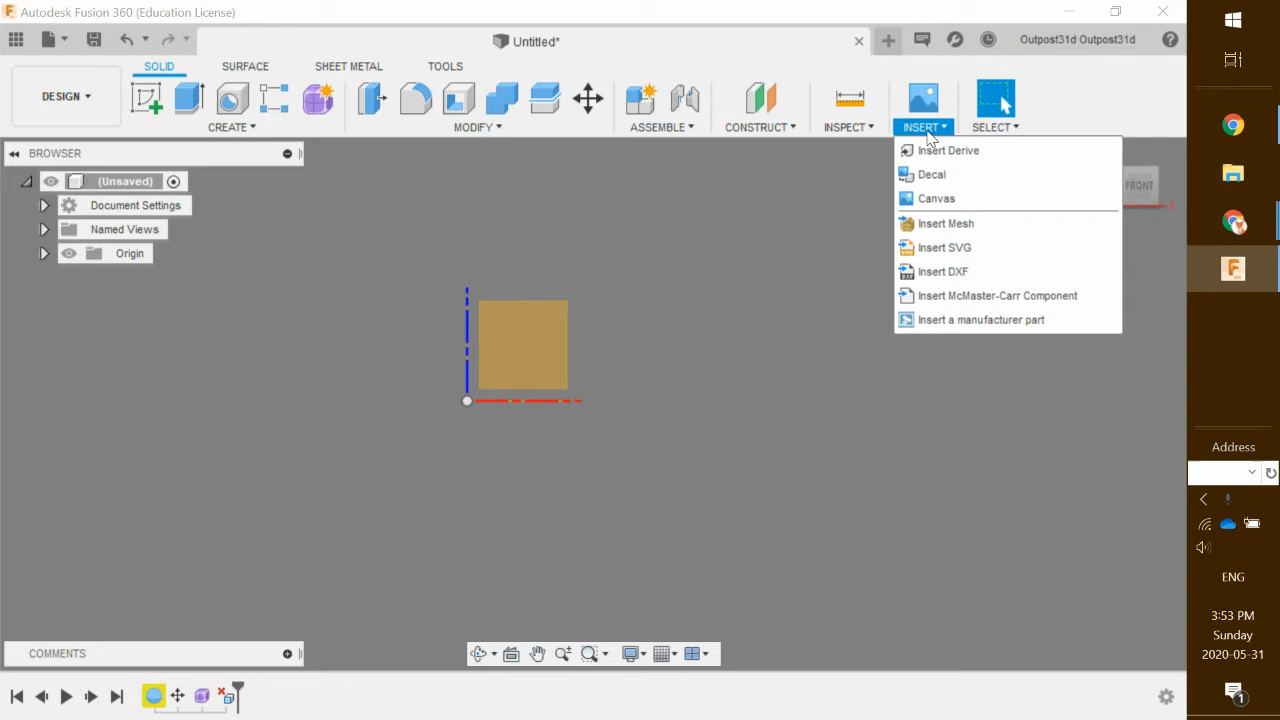 Autodesk Fusion 360 (Education License)
Untitled*
Outpost31d Outpost31d
SOLID SURFACE SHEET METAL TOOLS
DESIGN
CREATE MODIFY ASSEMBLE CONSTRUCT INSPECT INSERT SELECT
BROWSER
(Unsaved)
Document Settings
Named Views
Origin
Insert Derive
Decal
Canvas
Insert Mesh
Insert SVG
Insert DXF
Insert McMaster-Carr Component
Insert a manufacturer part
FRONT
COMMENTS
Address
ENG
3:53 PM
Sunday
2020-05-31
1